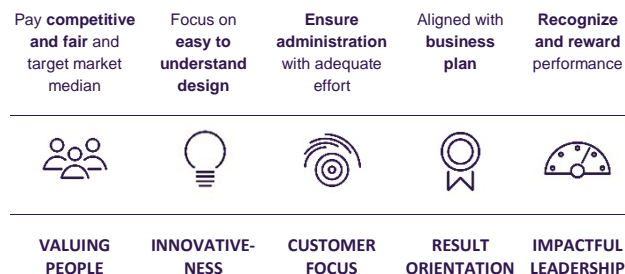 Pay competitive
and fair and
target market
median
Focus on
easy to
understand
design
Ensure
administration
with adequate
effort
Aligned with
business
plan
Recognize
and reward
performance
VALUING
PEOPLE
INNOVATIVE-
NESS
CUSTOMER
FOCUS
RESULT
ORIENTATION
IMPACTFUL
LEADERSHIP